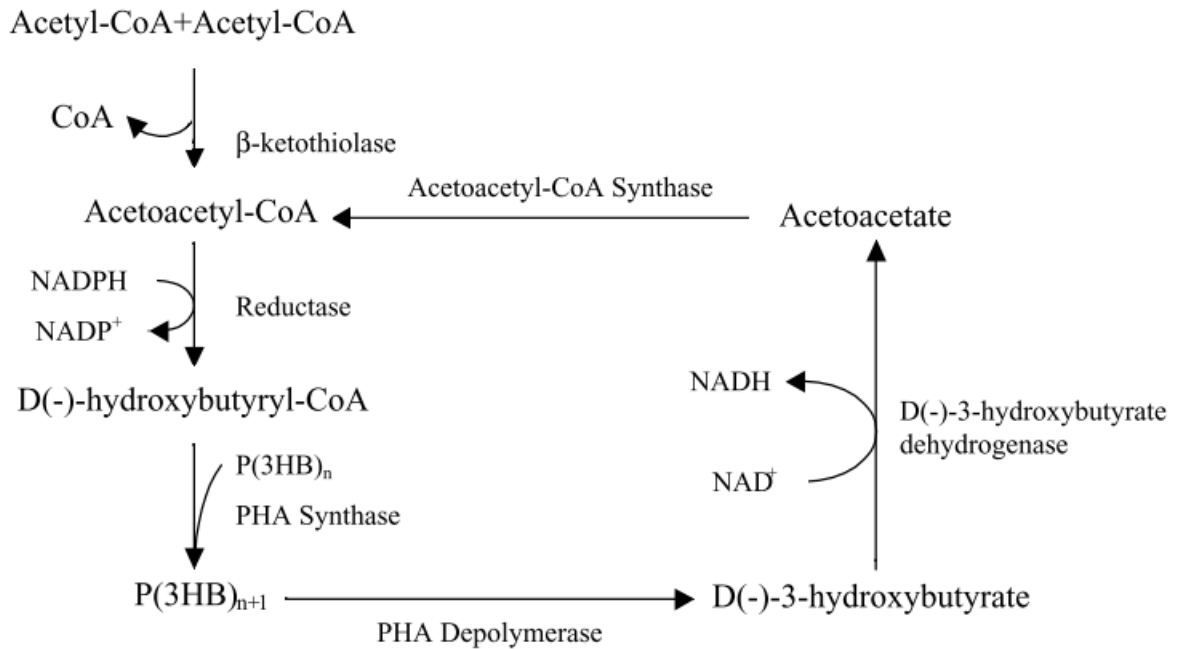 Acetyl-CoA+Acetyl-CoA
CoA
β-ketothiolase
Acetoacetyl-CoA Synthase
Acetoacetyl-CoA
Acetoacetate
NADPH
Reductase
NADP⁺
NADH
D(-)-hydroxybutyryl-CoA
D(-)-3-hydroxybutyrate
dehydrogenase
P(3HB)ₙ
NAD⁺
PHA Synthase
P(3HB)ₙ₊₁
D(-)-3-hydroxybutyrate
PHA Depolymerase